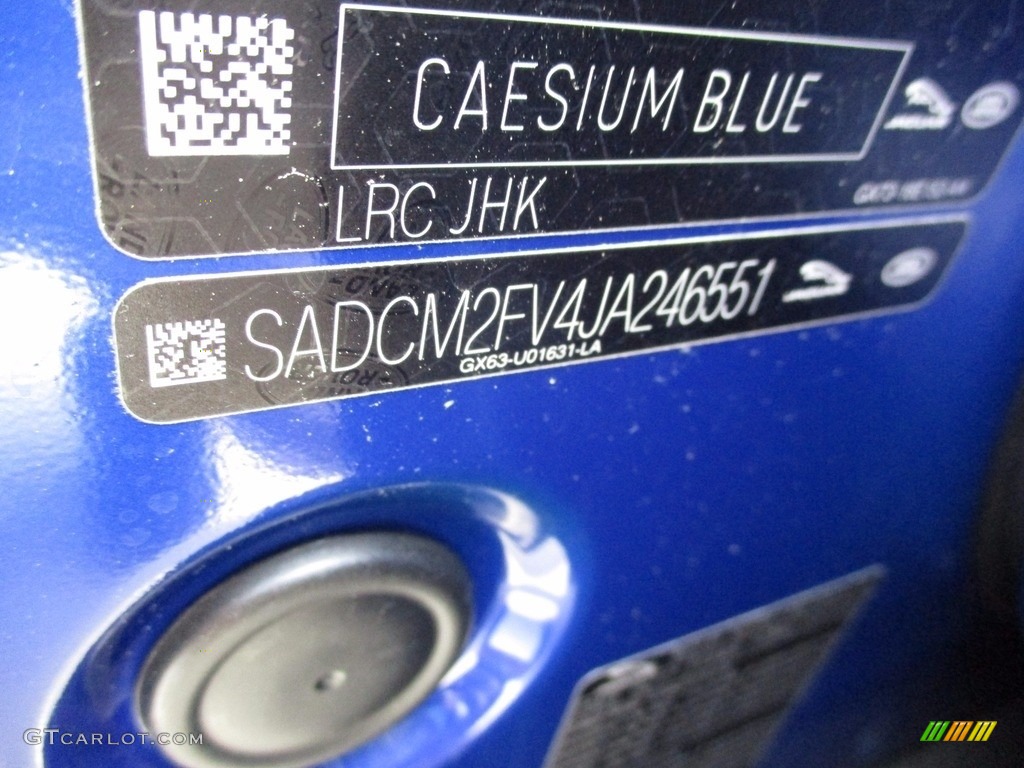 CAESIUM BLUE
LRC JHK
SADCM2FV4JA246551
GX63-U01631-LA
GTcarlot.com